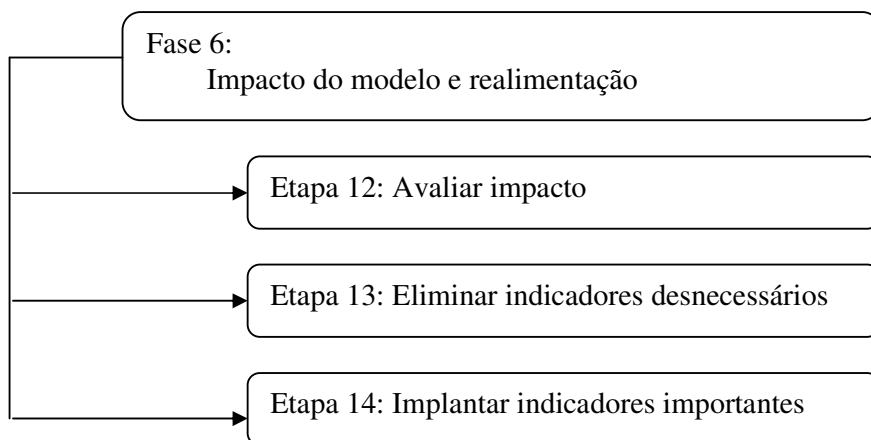 Fase 6:
Impacto do modelo e realimentação
Etapa 12: Avaliar impacto
Etapa 13: Eliminar indicadores desnecessários
Etapa 14: Implantar indicadores importantes